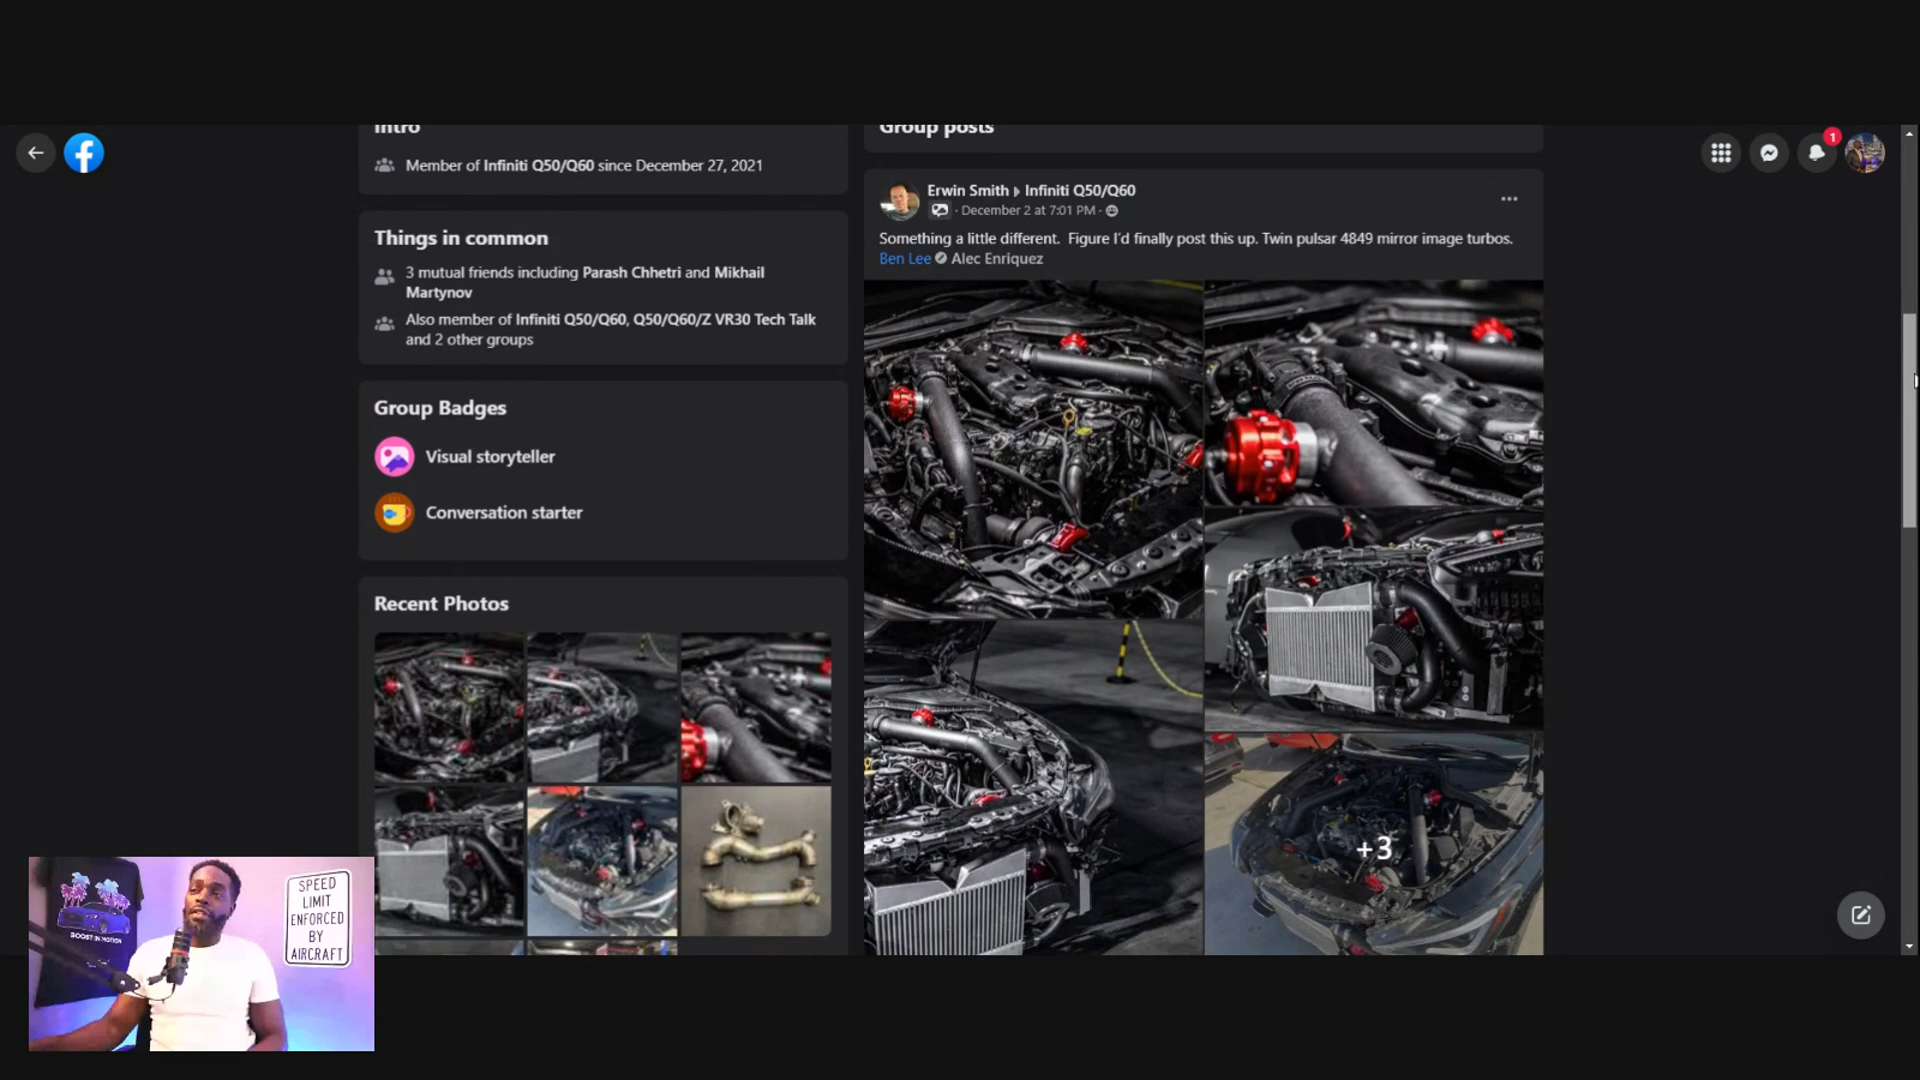 Intro
Member of Infiniti Q50/Q60 since December 27, 2021
Things in common
3 mutual friends including Parash Chhetri and Mikhail
Martynov
Also member of Infiniti Q50/Q60, Q50/Q60/Z VR30 Tech Talk
and 2 other groups
Group Badges
Visual storyteller
Conversation starter
Recent Photos
Group posts
Erwin Smith Infiniti Q50/Q60
· December 2 at 7:01 PM ·
Something a little different. Figure I'd finally post this up. Twin pulsar 4849 mirror image turbos.
Ben Lee Alec Enriquez
+3
1
BOOST IN MOTION
SPEED
LIMIT
ENFORCED
BY
AIRCRAFT